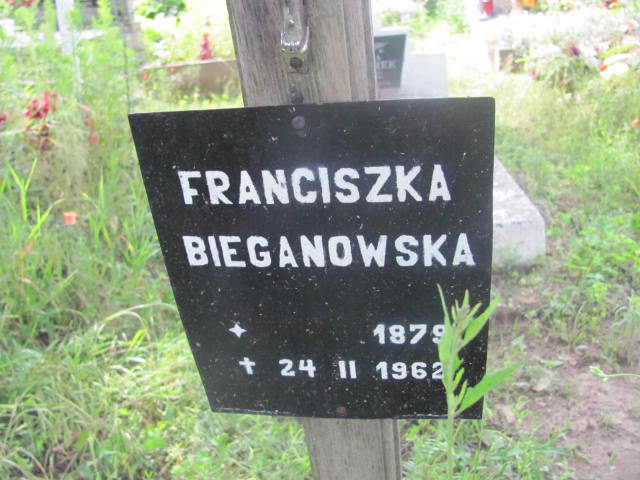 FRANCISZKA
BIEGANOWSKA
1879
✝ 24 II 1962